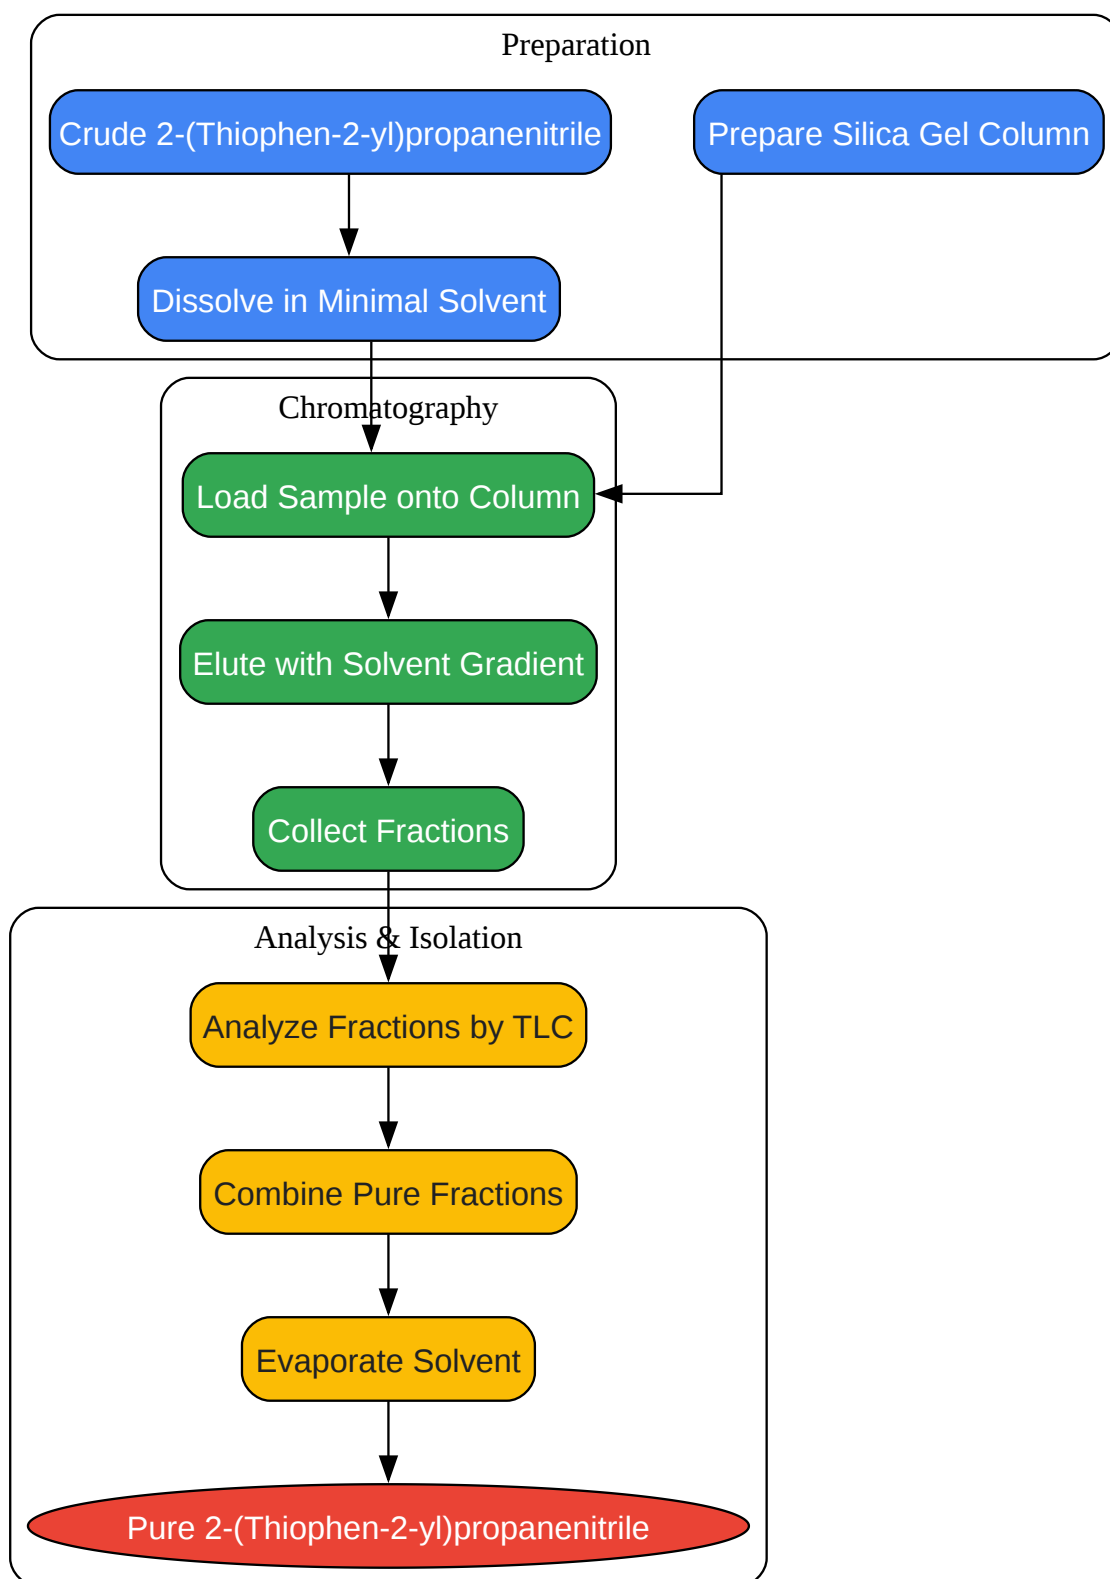 Preparation
Crude 2-(Thiophen-2-yl)propanenitrile
Prepare Silica Gel Column
Dissolve in Minimal Solvent
Chromatography
Load Sample onto Column
Elute with Solvent Gradient
Collect Fractions
Analysis & Isolation
Analyze Fractions by TLC
Combine Pure Fractions
Evaporate Solvent
Pure 2-(Thiophen-2-yl)propanenitrile